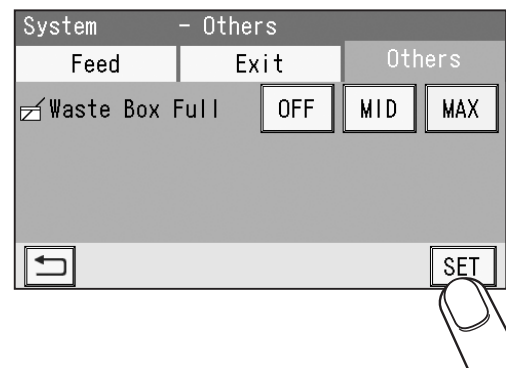 System - Others
Feed Exit Others
Waste Box Full OFF MID MAX
SET